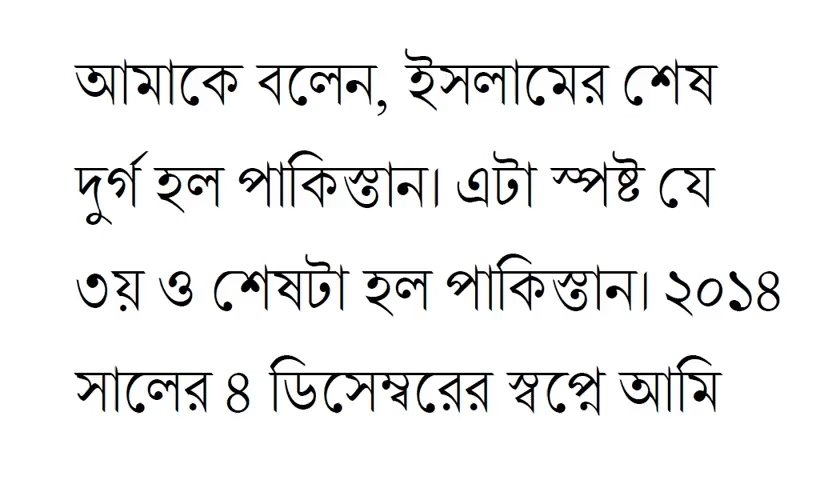 আমাকে বলেন, ইসলামের শেষ
দুর্গ হল পাকিস্তান। এটা স্পষ্ট যে
৩য় ও শেষটা হল পাকিস্তান। ২০১৪
সালের ৪ ডিসেম্বরের স্বপ্নে আমি